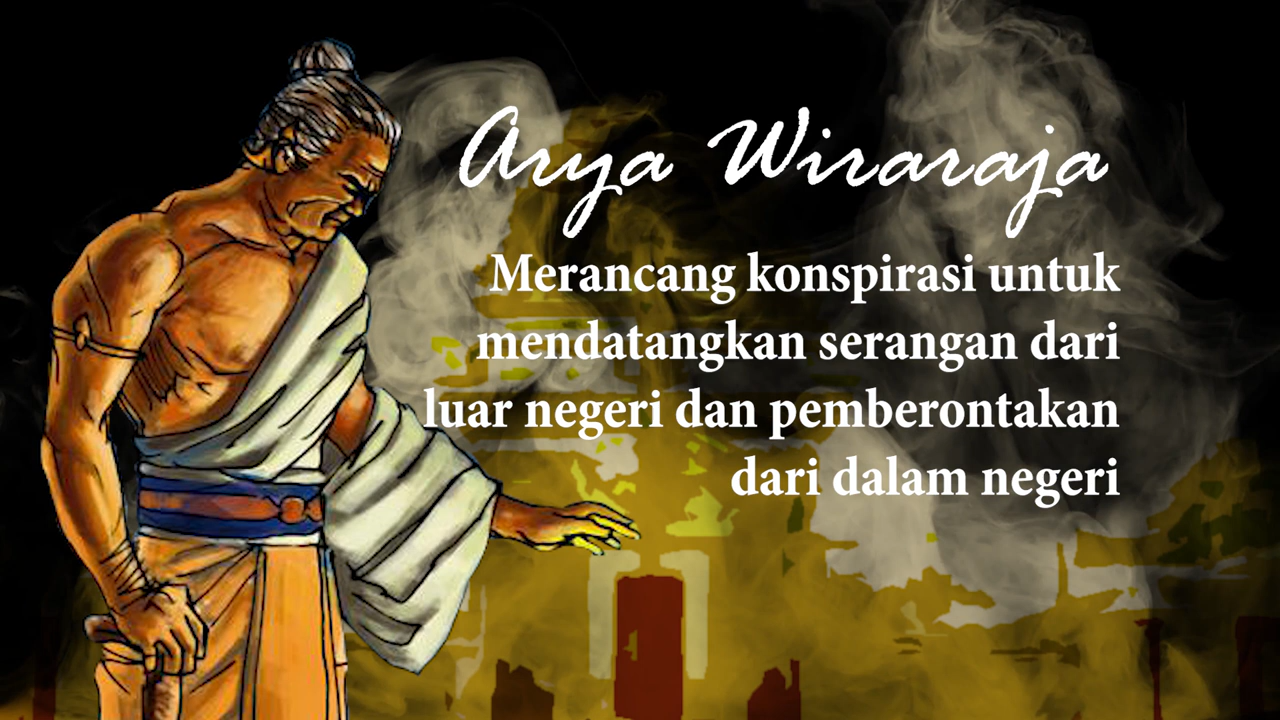 Arya Wiraraja
Merancang konspirasi untuk
mendatangkan serangan dari
luar negeri dan pemberontakan
dari dalam negeri